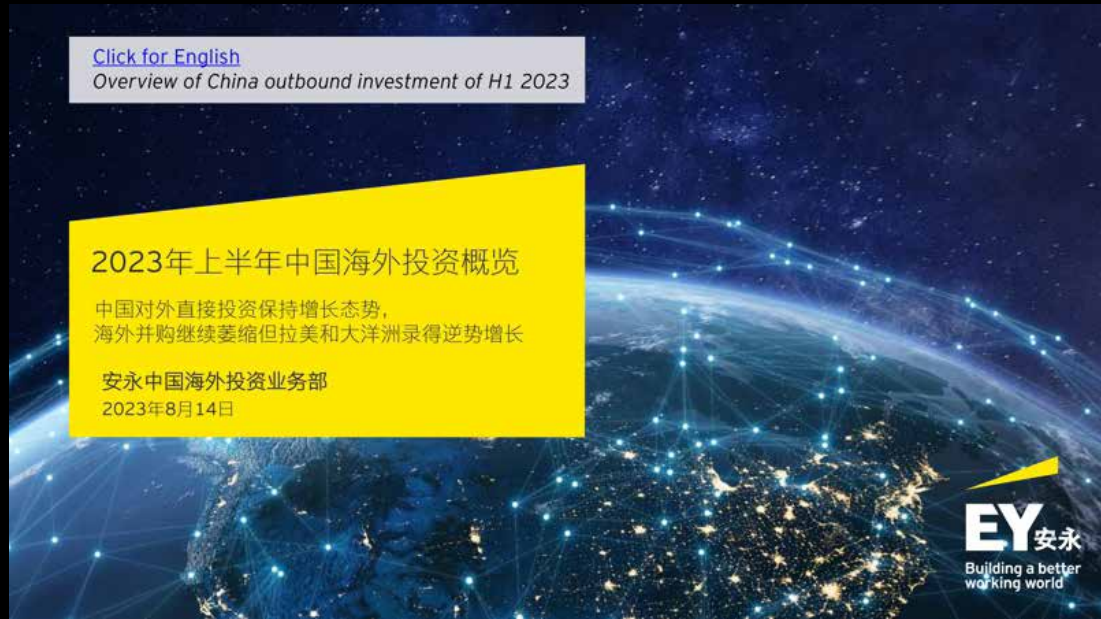 Click for English
Overview of China outbound investment of H1 2023
2023年上半年中国海外投资概览
中国对外直接投资保持增长态势，
海外并购继续萎缩但拉美和大洋洲录得逆势增长
安永中国海外投资业务部
2023年8月14日
EY安永
Building a better
working world